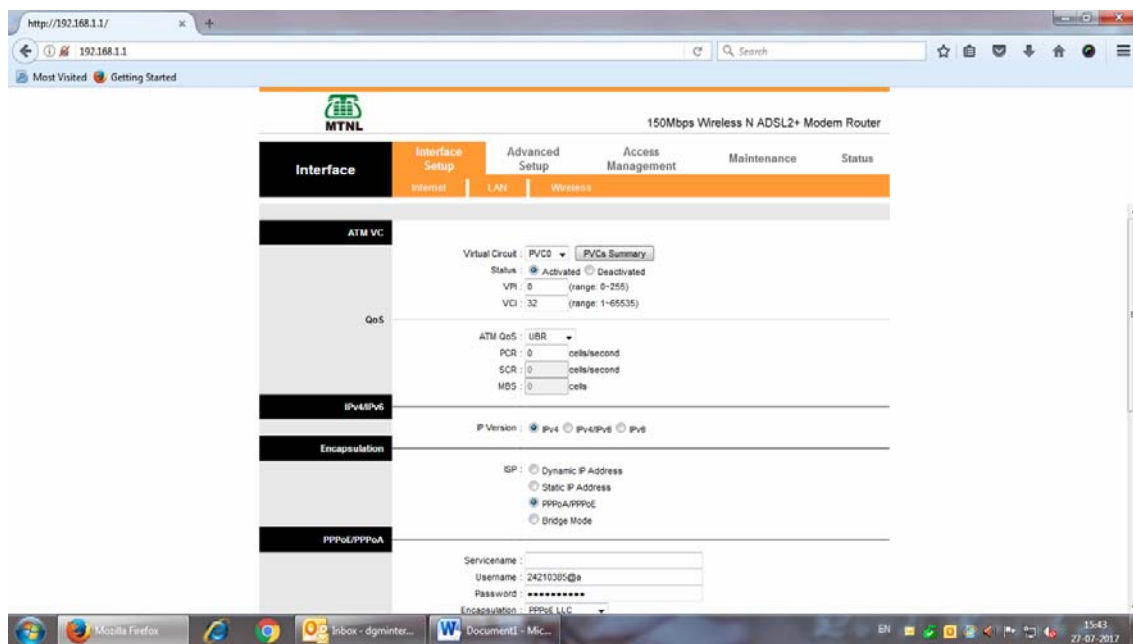 http://192.168.1.1/
192.168.1.1
Search
Most Visited Getting Started
MTNL
150Mbps Wireless N ADSL2+ Modem Router
Interface
Interface Setup
Advanced Setup
Access Management
Maintenance
Status
Internet LAN Wireless
ATM VC
Virtual Circuit : PVC0 PVCs Summary
Status : Activated Deactivated
VPI : 0 (range: 0~255)
VCI : 32 (range: 1~65535)
QoS
ATM QoS : UBR
PCR : 0 cells/second
SCR : 0 cells/second
MBS : 0 cells
IPv4/IPv6
IP Version : IPv4 IPv4/IPv6 IPv6
Encapsulation
ISP : Dynamic IP Address
Static IP Address
PPPoA/PPPoE
Bridge Mode
PPPoE/PPPoA
Servicename :
Username : 24210385@a
Password : ••••••••••
Encapsulation : PPPoE LLC
Mozilla Firefox
Inbox - dgminter...
Document1 - Mic...
EN
15:43
27-07-2017